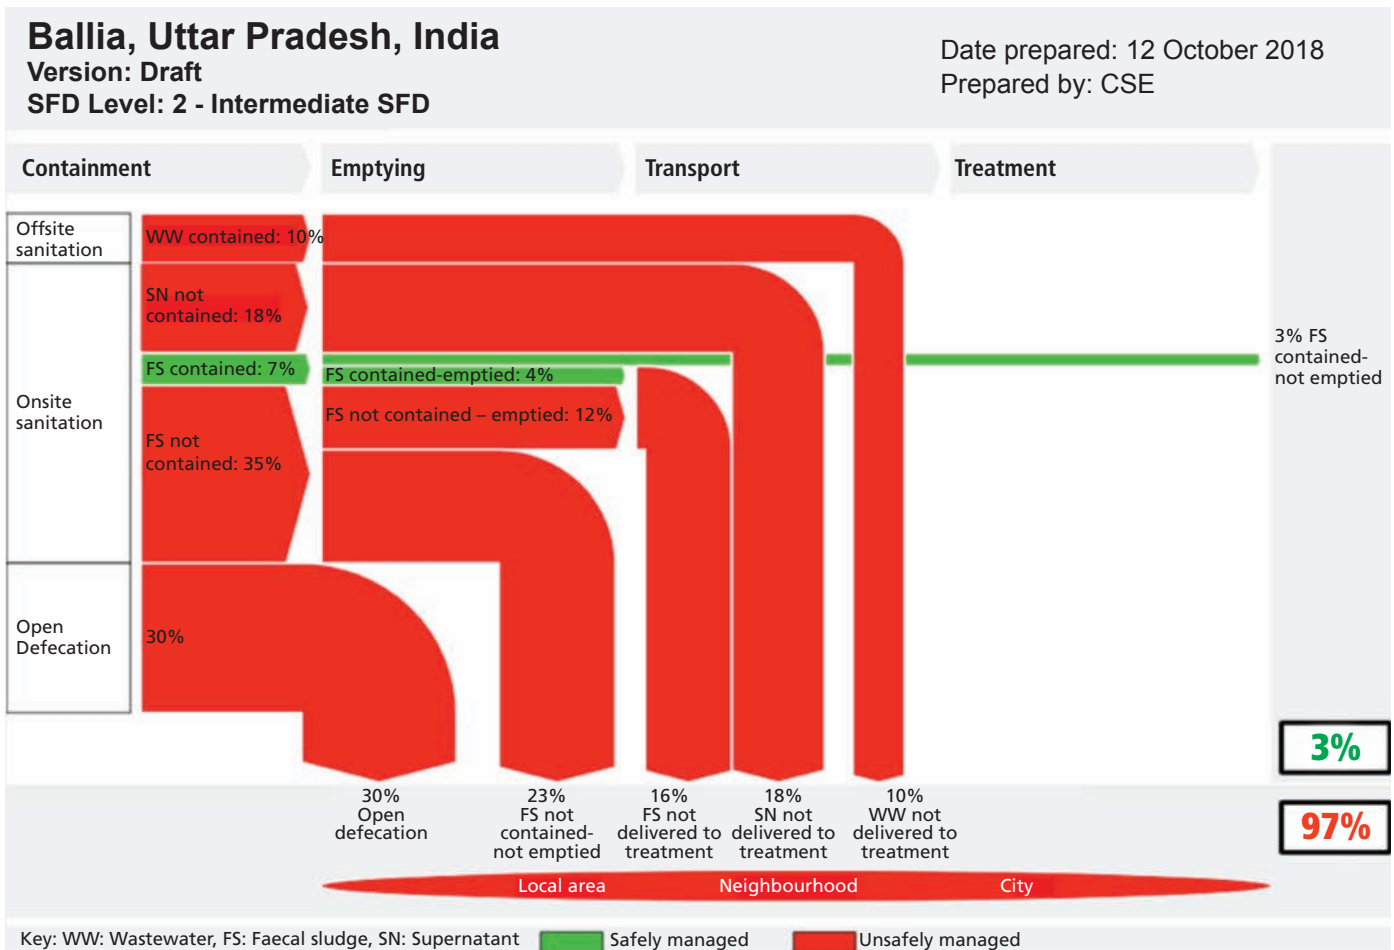 Ballia, Uttar Pradesh, India
Version: Draft
SFD Level: 2 - Intermediate SFD
Date prepared: 12 October 2018
Prepared by: CSE
Containment
Emptying
Transport
Treatment
Offsite
sanitation
WW contained: 10%
SN not
contained: 18%
FS contained: 7%
FS contained-emptied: 4%
3% FS
contained-
not emptied
Onsite
sanitation
FS not contained – emptied: 12%
FS not
contained: 35%
Open
Defecation
30%
3%
30%
Open
defecation
23%
FS not
contained-
not emptied
16%
FS not
delivered to
treatment
18%
SN not
delivered to
treatment
10%
WW not
delivered to
treatment
97%
Local area
Neighbourhood
City
Key: WW: Wastewater, FS: Faecal sludge, SN: Supernatant
Safely managed
Unsafely managed